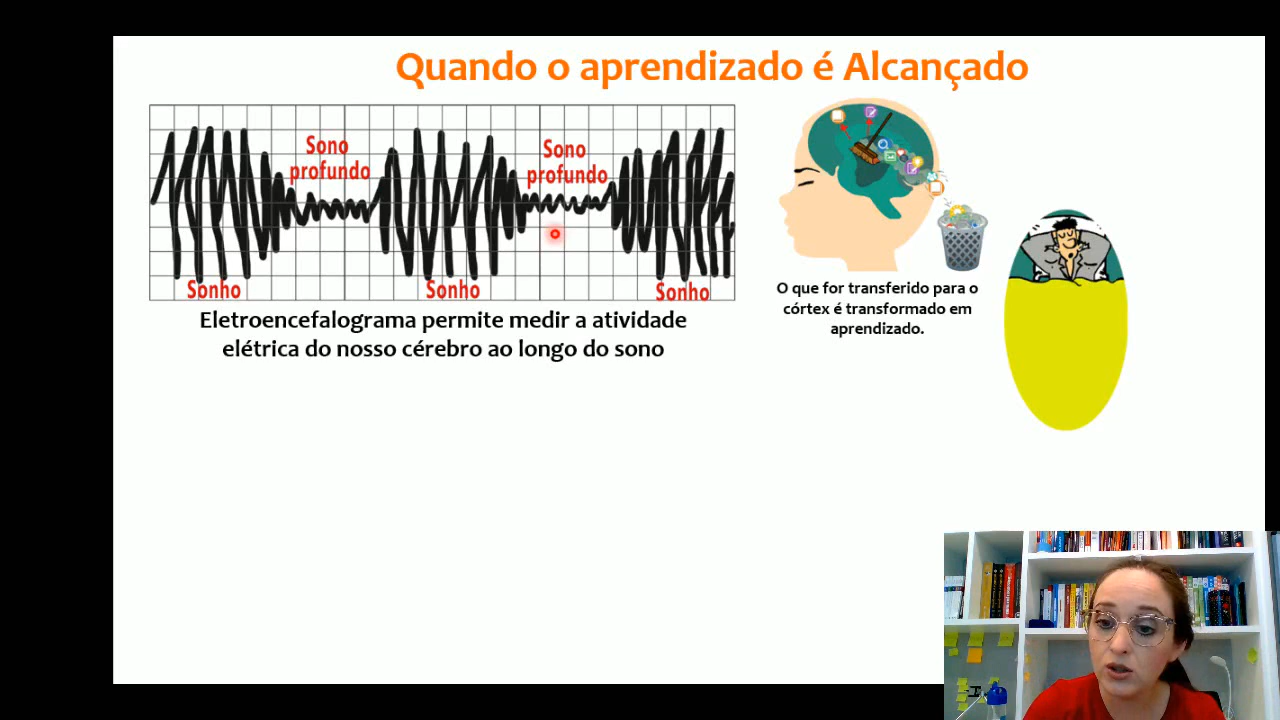 Quando o aprendizado é Alcançado
Sono
profundo
Sono
profundo
Sonho
Sonho
Sonho
Eletroencefalograma permite medir a atividade
elétrica do nosso cérebro ao longo do sono
O que for transferido para o
córtex é transformado em
aprendizado.